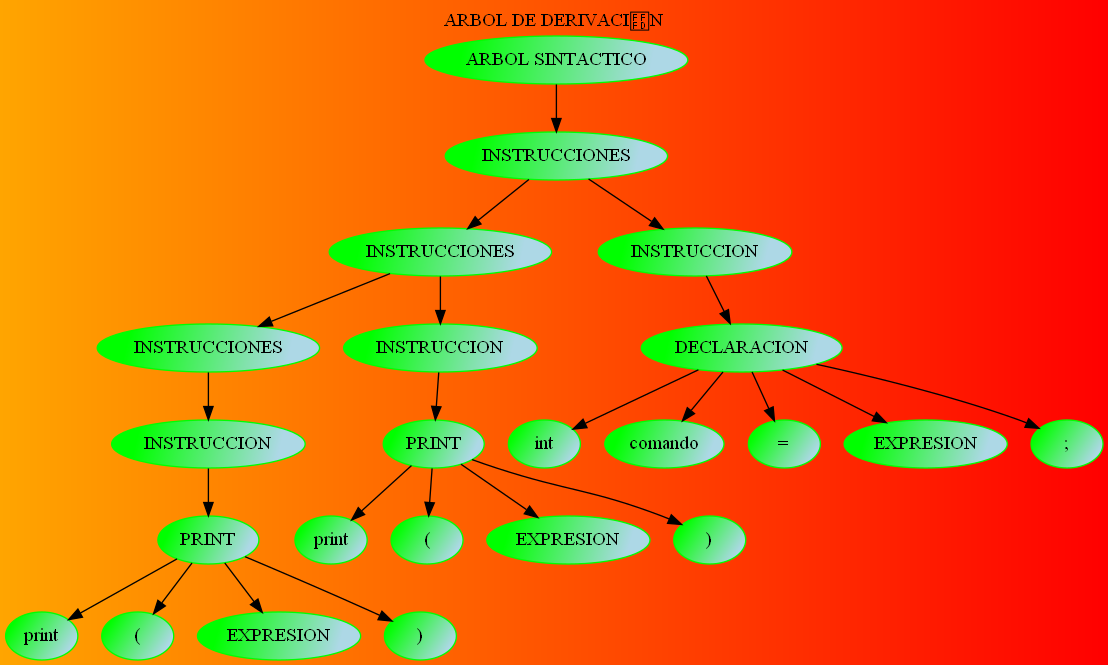 ARBOL DE DERIVACI�N
ARBOL SINTACTICO
INSTRUCCIONES
INSTRUCCIONES INSTRUCCION
INSTRUCCIONES INSTRUCCION DECLARACION
INSTRUCCION PRINT int comando = EXPRESION ;
PRINT print ( EXPRESION )
print ( EXPRESION )